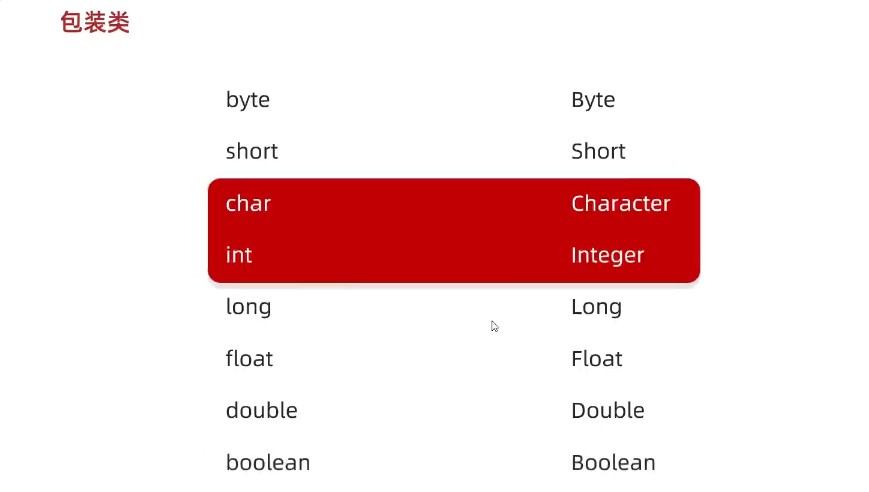 包装类
byte Byte
short Short
char Character
int Integer
long Long
float Float
double Double
boolean Boolean